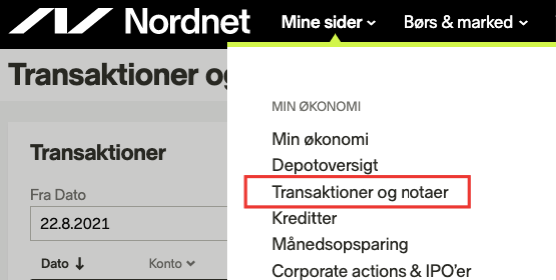 Nordnet Mine sider Børs & marked
Transaktioner og
MIN ØKONOMI
Min økonomi
Depotoversigt
Transaktioner og notaer
Kreditter
Månedsopsparing
Corporate actions & IPO'er
Transaktioner
Fra Dato
22.8.2021
Dato ↓ Konto